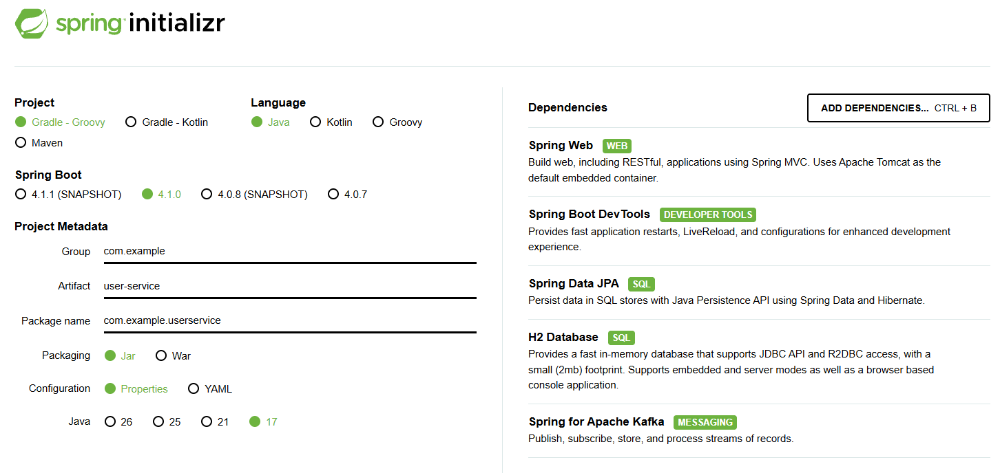 spring initializr
Project
Gradle - Groovy Gradle - Kotlin
Maven
Language
Java Kotlin Groovy
Spring Boot
4.1.1 (SNAPSHOT) 4.1.0 4.0.8 (SNAPSHOT) 4.0.7
Project Metadata
Group com.example
Artifact user-service
Package name com.example.userservice
Packaging Jar War
Configuration Properties YAML
Java 26 25 21 17
Dependencies
ADD DEPENDENCIES... CTRL + B
Spring Web WEB
Build web, including RESTful, applications using Spring MVC. Uses Apache Tomcat as the
default embedded container.
Spring Boot DevTools DEVELOPER TOOLS
Provides fast application restarts, LiveReload, and configurations for enhanced development
experience.
Spring Data JPA SQL
Persist data in SQL stores with Java Persistence API using Spring Data and Hibernate.
H2 Database SQL
Provides a fast in-memory database that supports JDBC API and R2DBC access, with a
small (2mb) footprint. Supports embedded and server modes as well as a browser based
console application.
Spring for Apache Kafka MESSAGING
Publish, subscribe, store, and process streams of records.